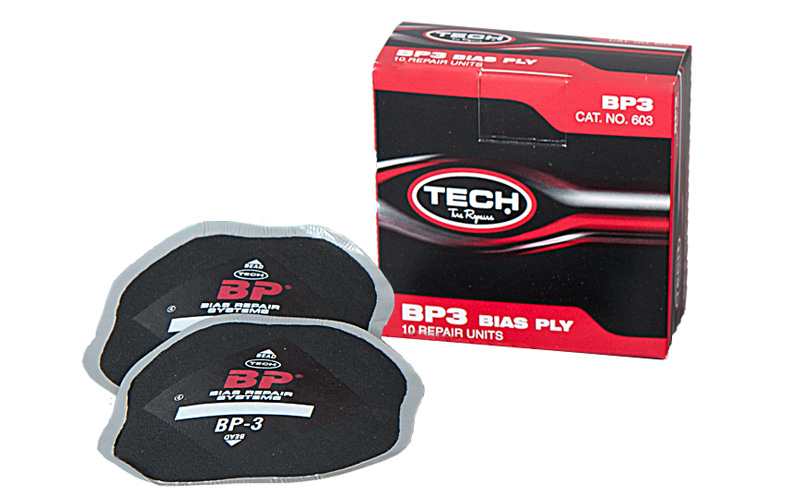 TECH
BP3 BIAS PLY
10 REPAIR UNITS
BP3
CAT. NO. 603
TECH
Tire Repairs
BP3 BIAS PLY
10 REPAIR UNITS
BEAD
TECH
BP®
BIAS REPAIR
SYSTEMS
BEAD
TECH
BP®
BIAS REPAIR
SYSTEMS
BP-3
BEAD